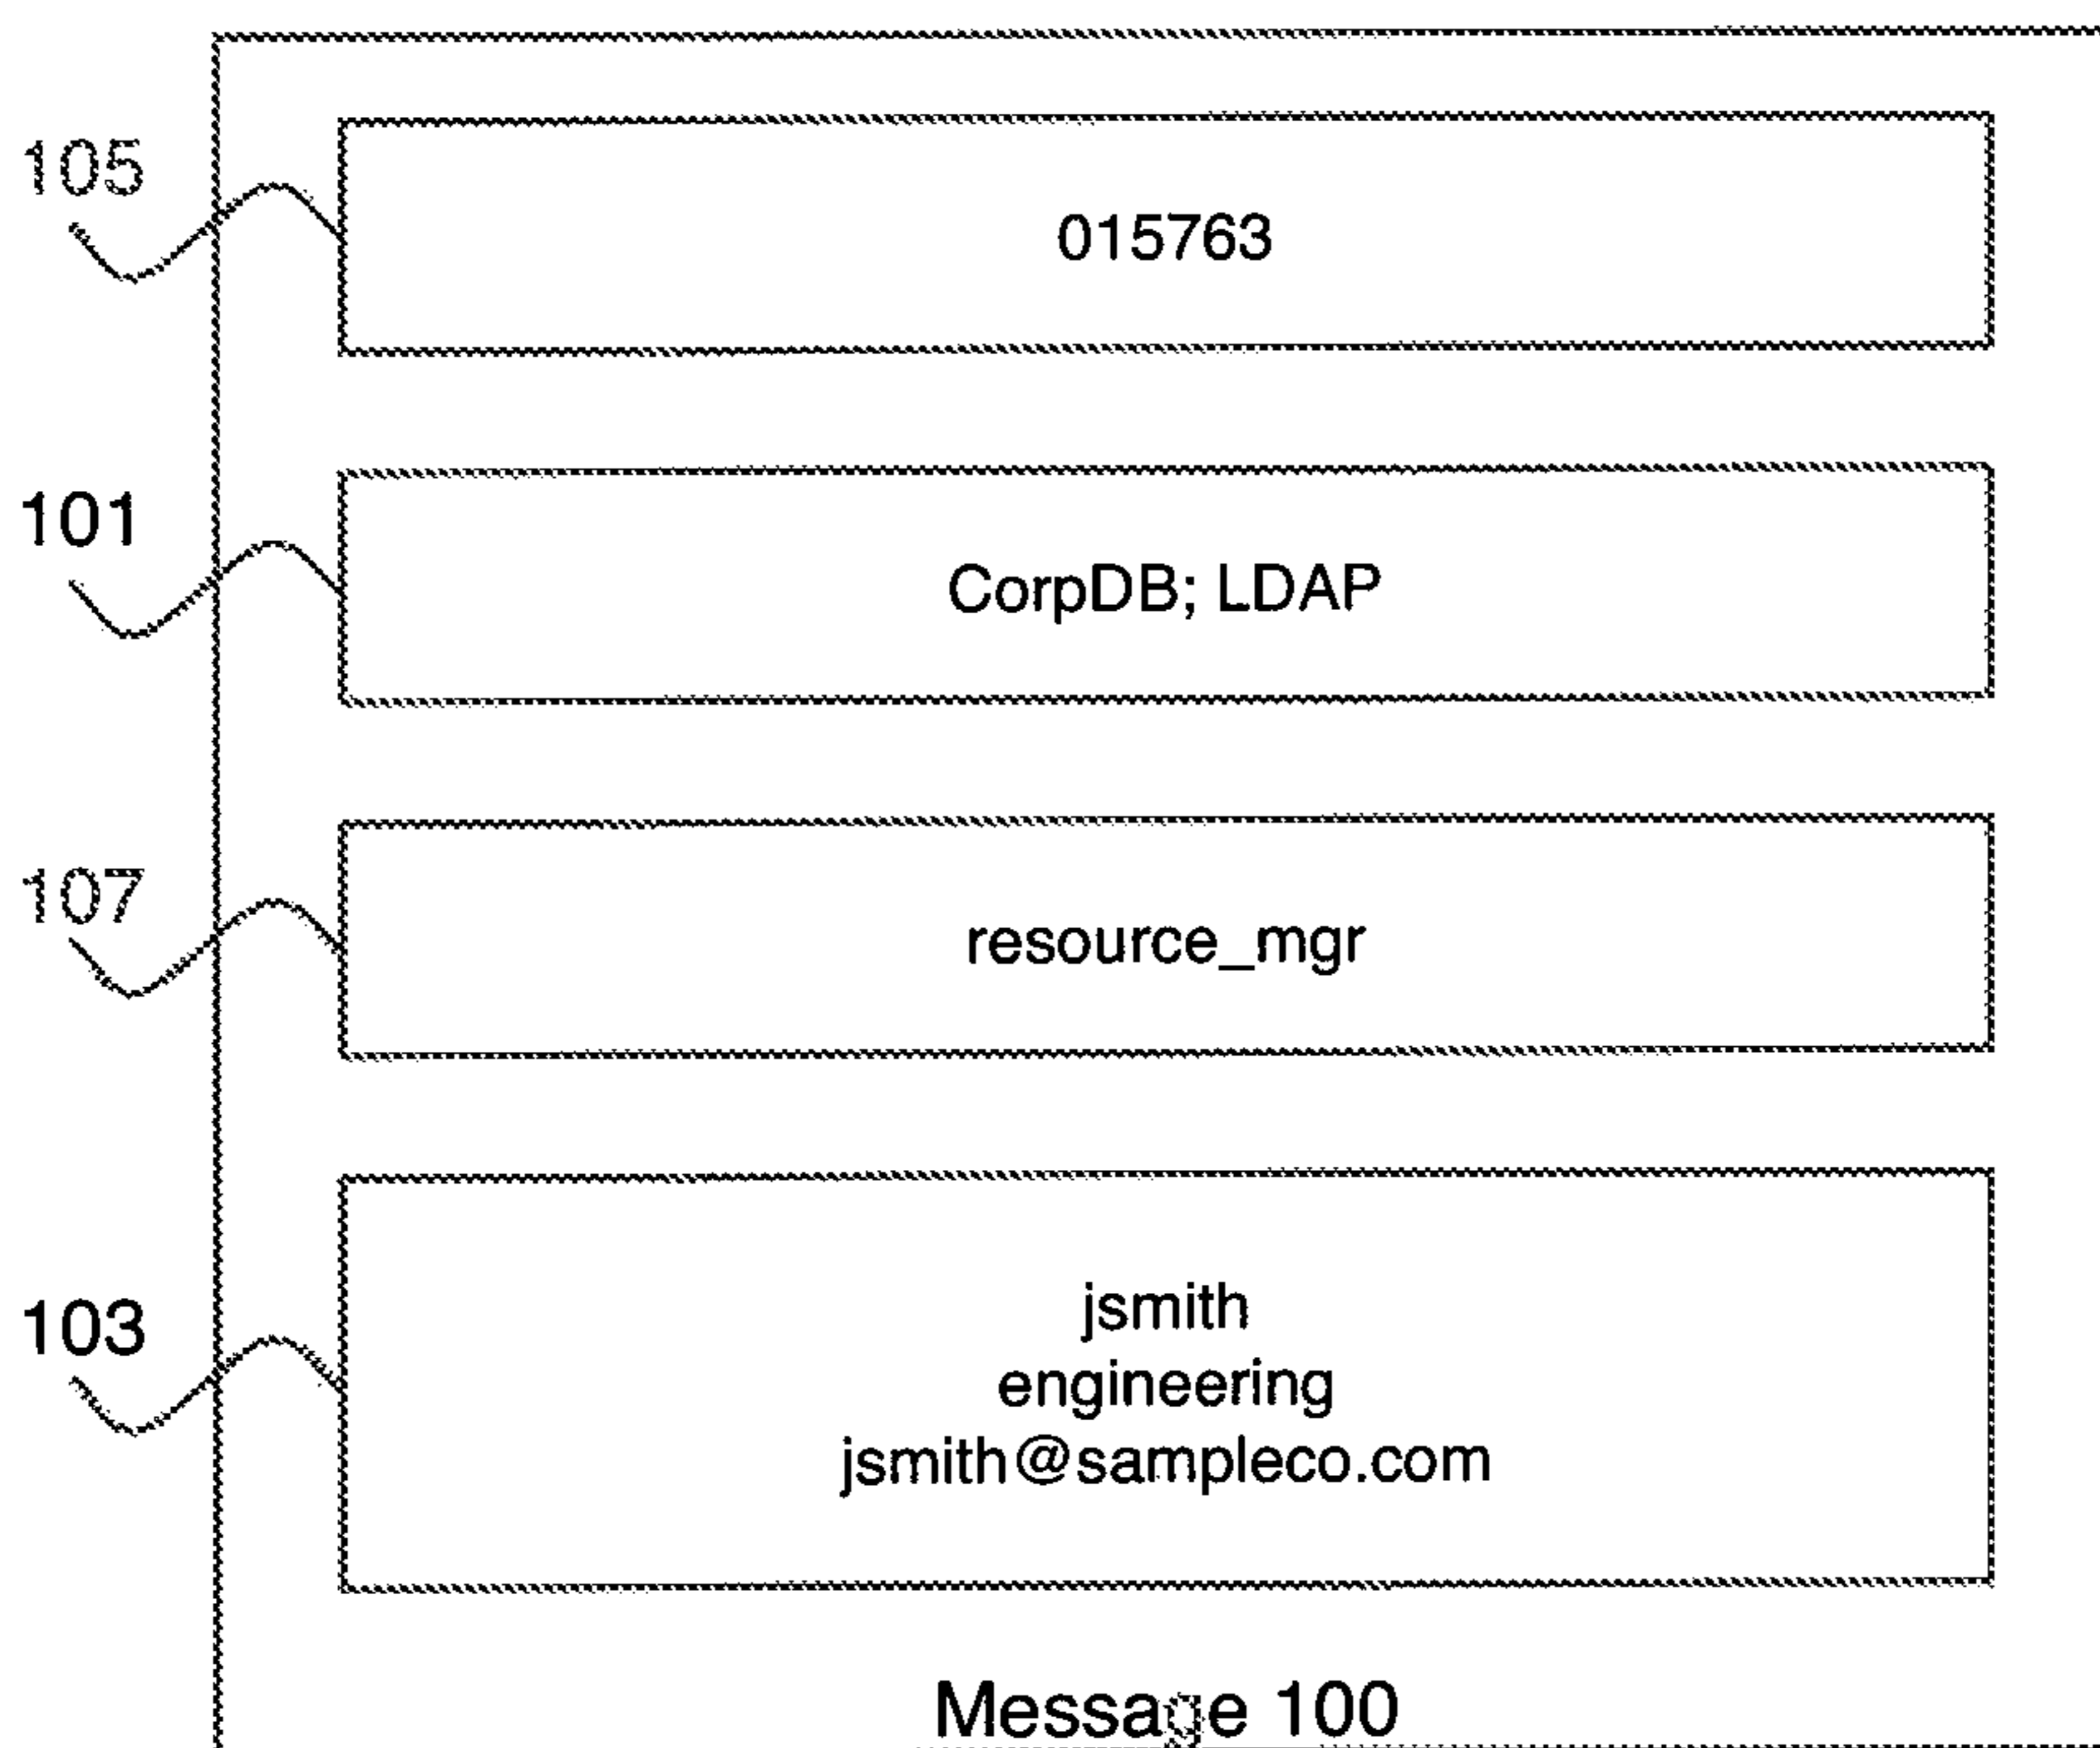 105
015763
101
CorpDB; LDAP
107
resource_mgr
103
jsmith
engineering
jsmith@sampleco.com
Message 100